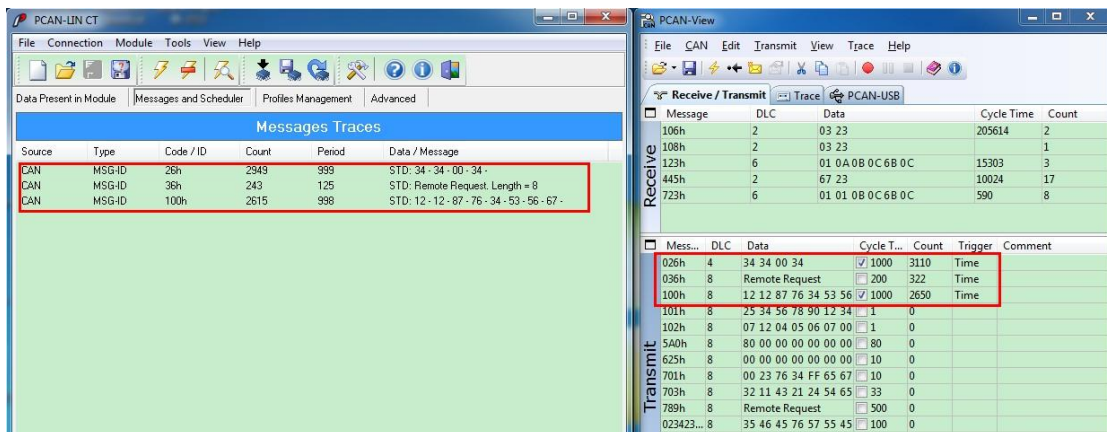 PCAN-LIN CT
File Connection Module Tools View Help
Data Present in Module Messages and Scheduler Profiles Management Advanced
Messages Traces
Source Type Code / ID Count Period Data / Message
CAN MSG-ID 26h 2949 999 STD: 34 - 34 - 00 - 34 -
CAN MSG-ID 36h 243 125 STD: Remote Request. Length = 8
CAN MSG-ID 100h 2615 998 STD: 12 - 12 - 87 - 76 - 34 - 53 - 56 - 67 -
PCAN-View
File CAN Edit Transmit View Trace Help
Receive / Transmit Trace PCAN-USB
Receive
Message DLC Data Cycle Time Count
106h 2 03 23 205614 2
108h 2 03 23 1
123h 6 01 0A 0B 0C 6B 0C 15303 3
445h 2 67 23 10024 17
723h 6 01 01 0B 0C 6B 0C 590 8
Transmit
Mess... DLC Data Cycle T... Count Trigger Comment
026h 4 34 34 00 34 1000 3110 Time
036h 8 Remote Request 200 322 Time
100h 8 12 12 87 76 34 53 56 1000 2650 Time
101h 8 25 34 56 78 90 12 34 1 0
102h 8 07 12 04 05 06 07 00 1 0
5A0h 8 80 00 00 00 00 00 00 80 0
625h 8 00 00 00 00 00 00 00 10 0
701h 8 00 23 76 34 FF 65 67 10 0
703h 8 32 11 43 21 24 54 65 33 0
789h 8 Remote Request 500 0
023423... 8 35 46 45 76 57 55 45 100 0